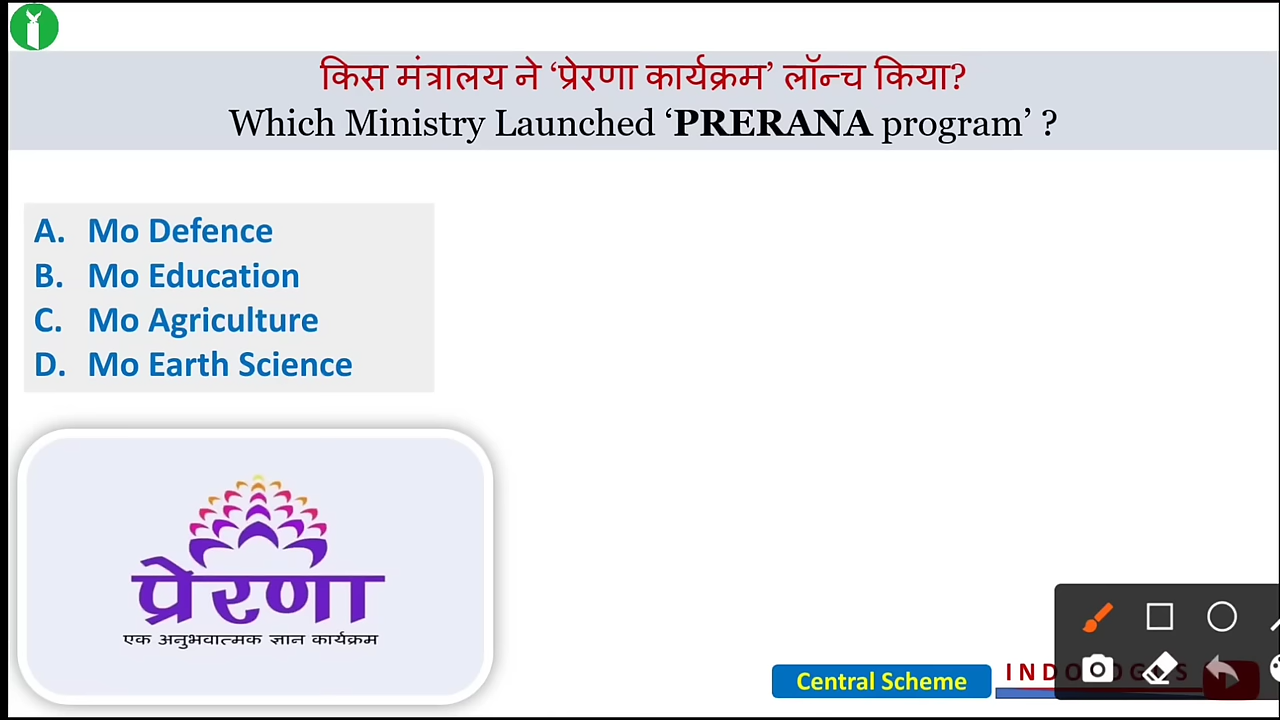 किस मंत्रालय ने ‘प्रेरणा कार्यक्रम’ लॉन्च किया?
Which Ministry Launched ‘PRERANA program’ ?
A. Mo Defence
B. Mo Education
C. Mo Agriculture
D. Mo Earth Science
प्रेरणा
एक अनुभवात्मक ज्ञान कार्यक्रम
Central Scheme